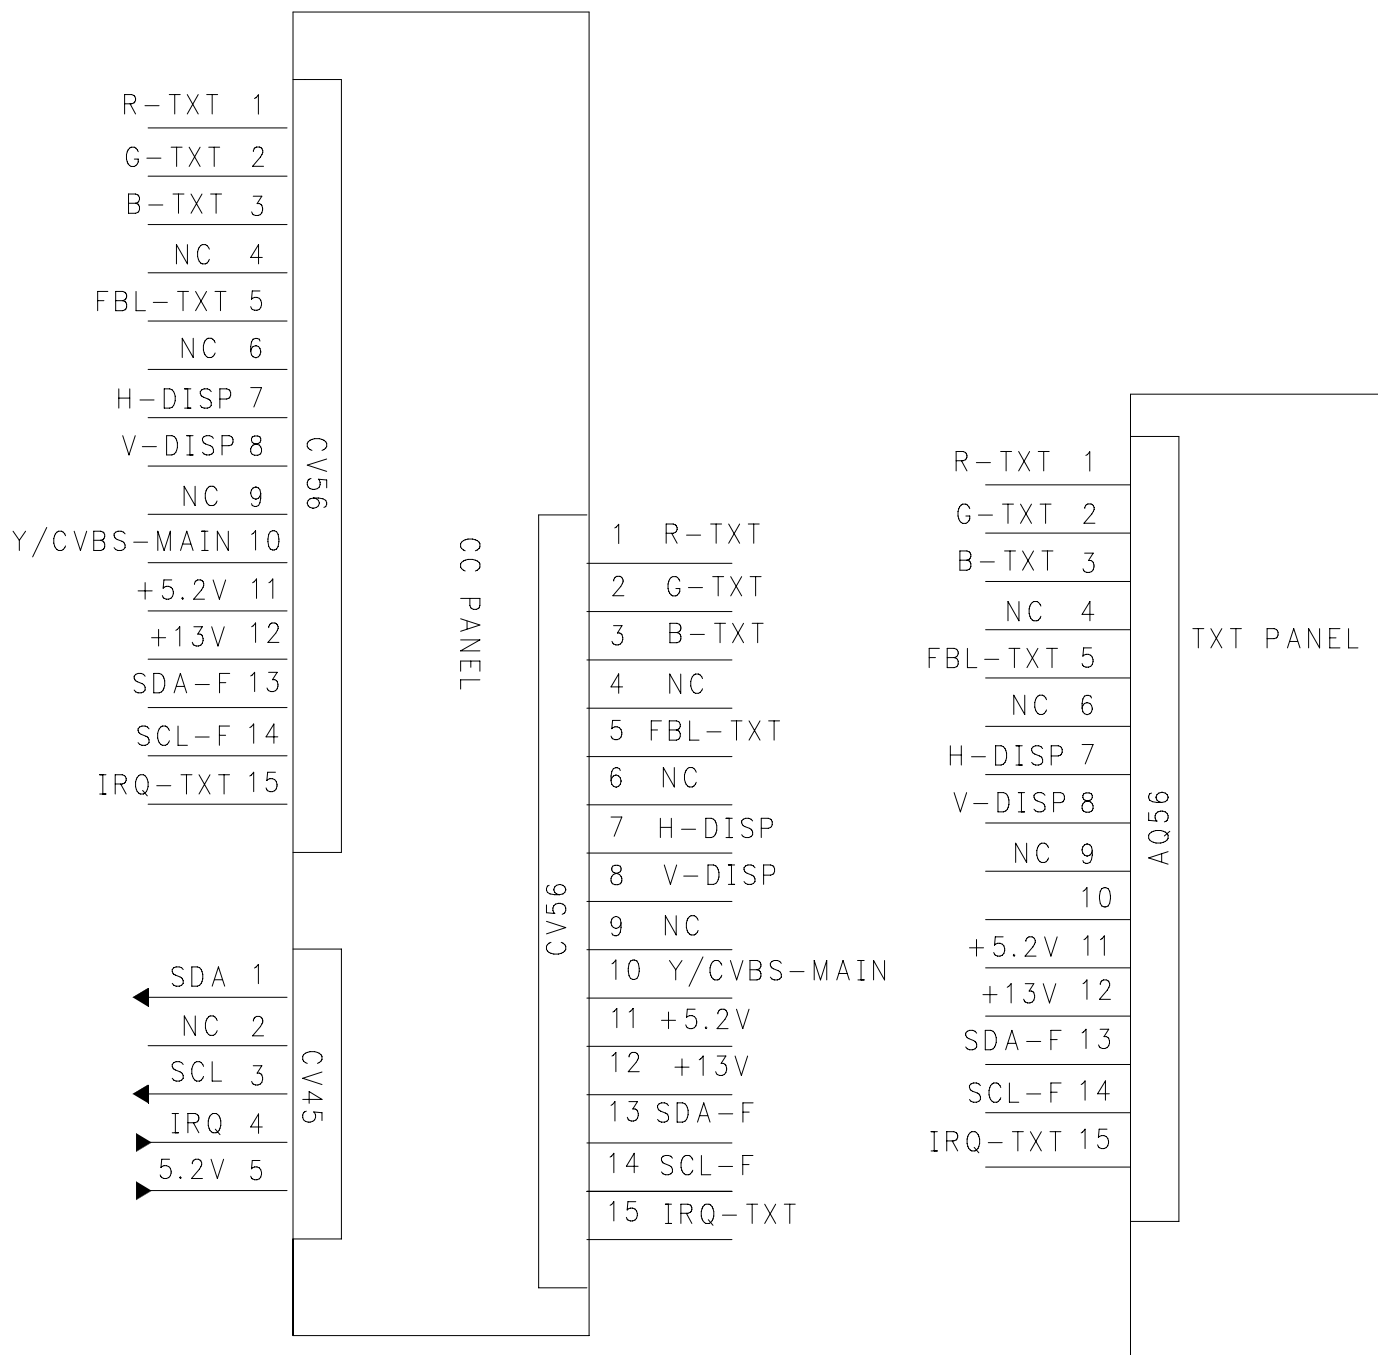 R-TXT 1
G-TXT 2
B-TXT 3
NC 4
FBL-TXT 5
NC 6
H-DISP 7
V-DISP 8
NC 9
Y/CVBS-MAIN 10
+5.2V 11
+13V 12
SDA-F 13
SCL-F 14
IRQ-TXT 15
CV56
SDA 1
NC 2
SCL 3
IRQ 4
5.2V 5
CV45
CC PANEL
CV56
1 R-TXT
2 G-TXT
3 B-TXT
4 NC
5 FBL-TXT
6 NC
7 H-DISP
8 V-DISP
9 NC
10 Y/CVBS-MAIN
11 +5.2V
12 +13V
13 SDA-F
14 SCL-F
15 IRQ-TXT
R-TXT 1
G-TXT 2
B-TXT 3
NC 4
FBL-TXT 5
NC 6
H-DISP 7
V-DISP 8
NC 9
10
+5.2V 11
+13V 12
SDA-F 13
SCL-F 14
IRQ-TXT 15
AQ56
TXT PANEL